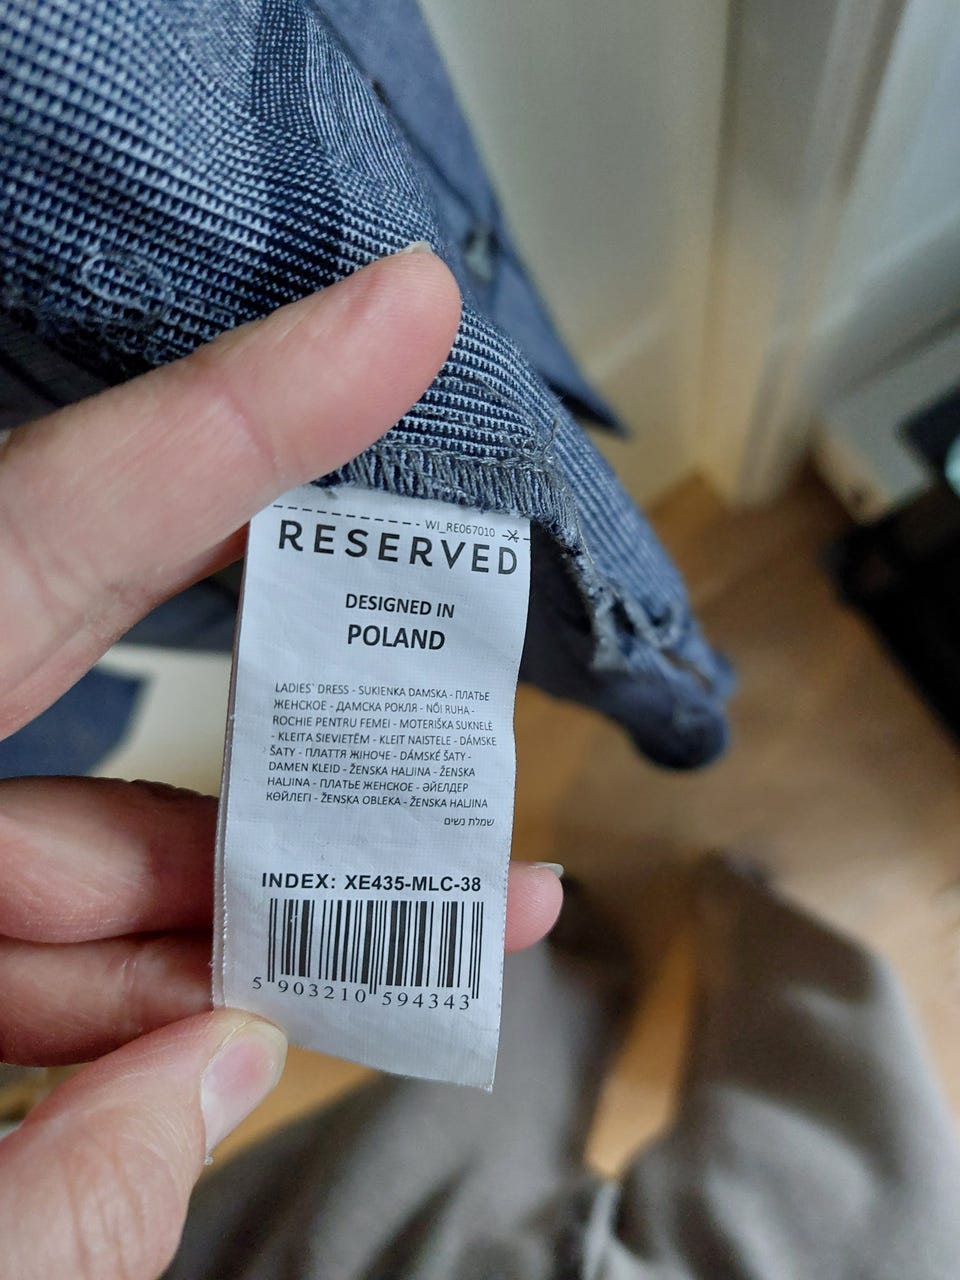 WI_RE067010
RESERVED
DESIGNED IN
POLAND
LADIES` DRESS - SUKIENKA DAMSKA - ПЛАТЬЕ
ЖЕНСКОЕ - ДАМСКА РОКЛЯ - NŐI RUHA -
ROCHIE PENTRU FEMEI - MOTERIŠKA SUKNELĖ
- KLEITA SIEVIETĒM - KLEIT NAISTELE - DÁMSKE
ŠATY - ПЛАТТЯ ЖІНОЧЕ - DÁMSKÉ ŠATY -
DAMEN KLEID - ŽENSKA HALJINA - ŽENSKA
HALJINA - ПЛАТЬЕ ЖЕНСКОЕ - ӘЙЕЛДЕР
КӨЙЛЕГІ - ŽENSKA OBLEKA - ŽENSKA HALJINA
שמלת נשים
INDEX: XE435-MLC-38
5 903210 594343